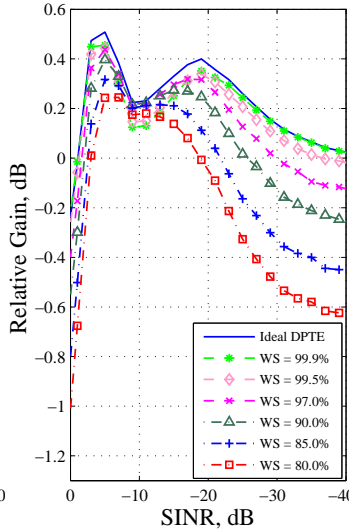 0.6
0.4
0.2
0
−0.2
−0.4
−0.6
−0.8
−1
−1.2
Relative Gain, dB
Ideal DPTE
WS = 99.9%
WS = 99.5%
WS = 97.0%
WS = 90.0%
WS = 85.0%
WS = 80.0%
0 0 −10 −20 −30 −40
SINR, dB